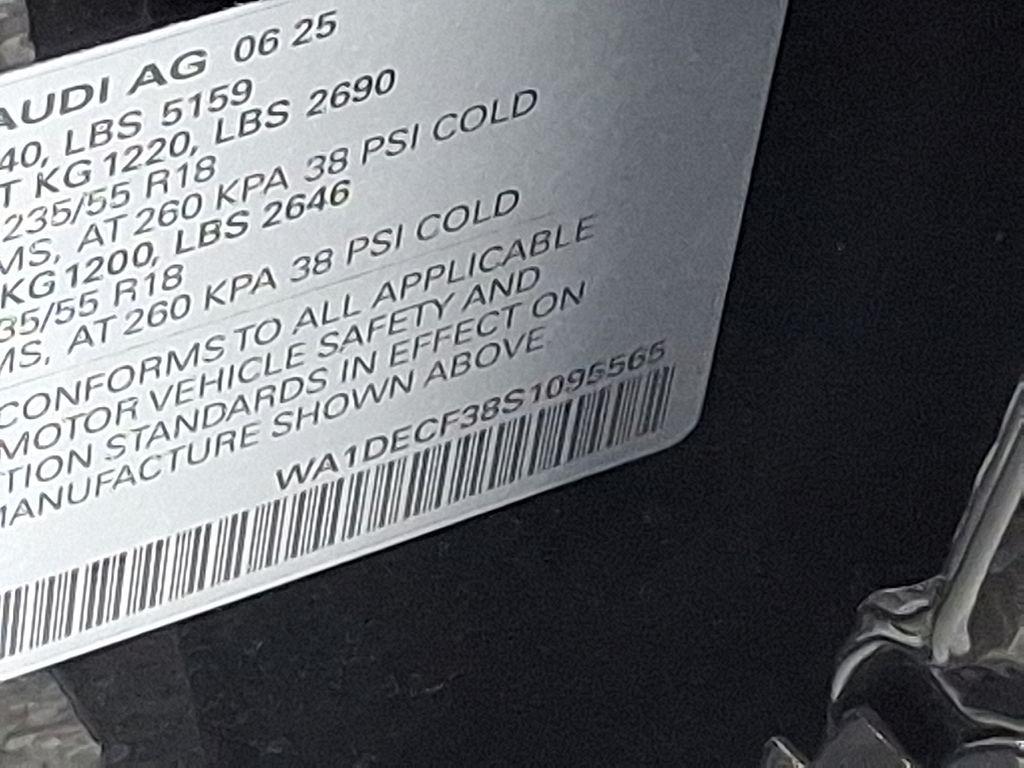 AUDI AG 06 25
40, LBS 5159
T KG 1220, LBS 2690
235/55 R18
MS, AT 260 KPA 38 PSI COLD
KG 1200, LBS 2646
35/55 R18
MS, AT 260 KPA 38 PSI COLD
CONFORMS TO ALL APPLICABLE
MOTOR VEHICLE SAFETY AND
TION STANDARDS IN EFFECT ON
MANUFACTURE SHOWN ABOVE
WA1DECF38S1095565